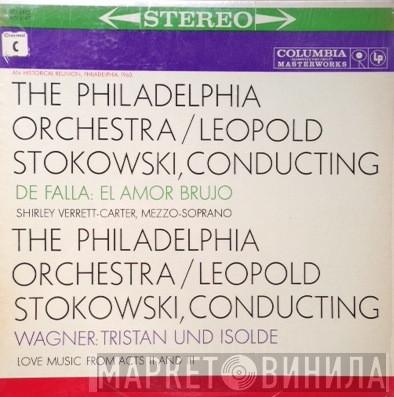 STEREO
C
COLUMBIA
MASTERWORKS
LP
AN HISTORICAL REUNION, PHILADELPHIA, 1960
THE PHILADELPHIA
ORCHESTRA/LEOPOLD
STOKOWSKI, CONDUCTING
DE FALLA: EL AMOR BRUJO
SHIRLEY VERRETT-CARTER, MEZZO-SOPRANO
THE PHILADELPHIA
ORCHESTRA/LEOPOLD
STOKOWSKI, CONDUCTING
WAGNER: TRISTAN UND ISOLDE
LOVE MUSIC FROM ACTS II AND III
МАРКЕТ ВИНИЛА